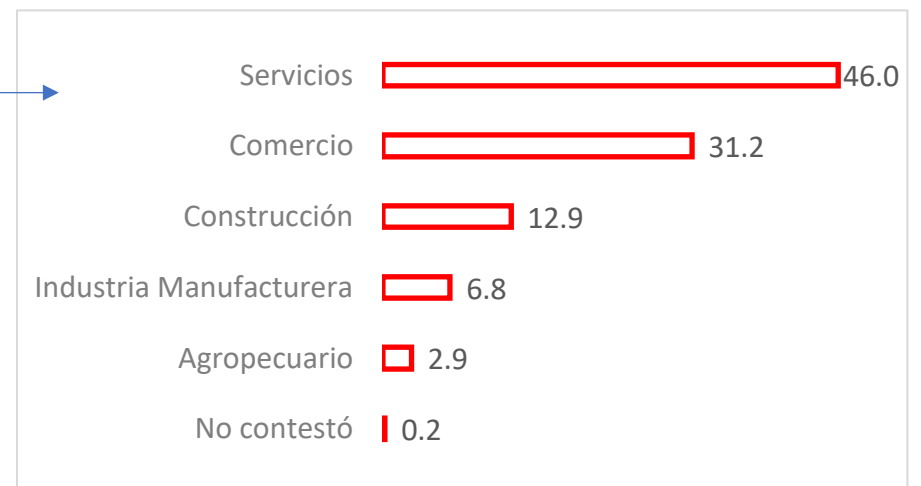 Servicios 46.0
Comercio 31.2
Construcción 12.9
Industria Manufacturera 6.8
Agropecuario 2.9
No contestó 0.2